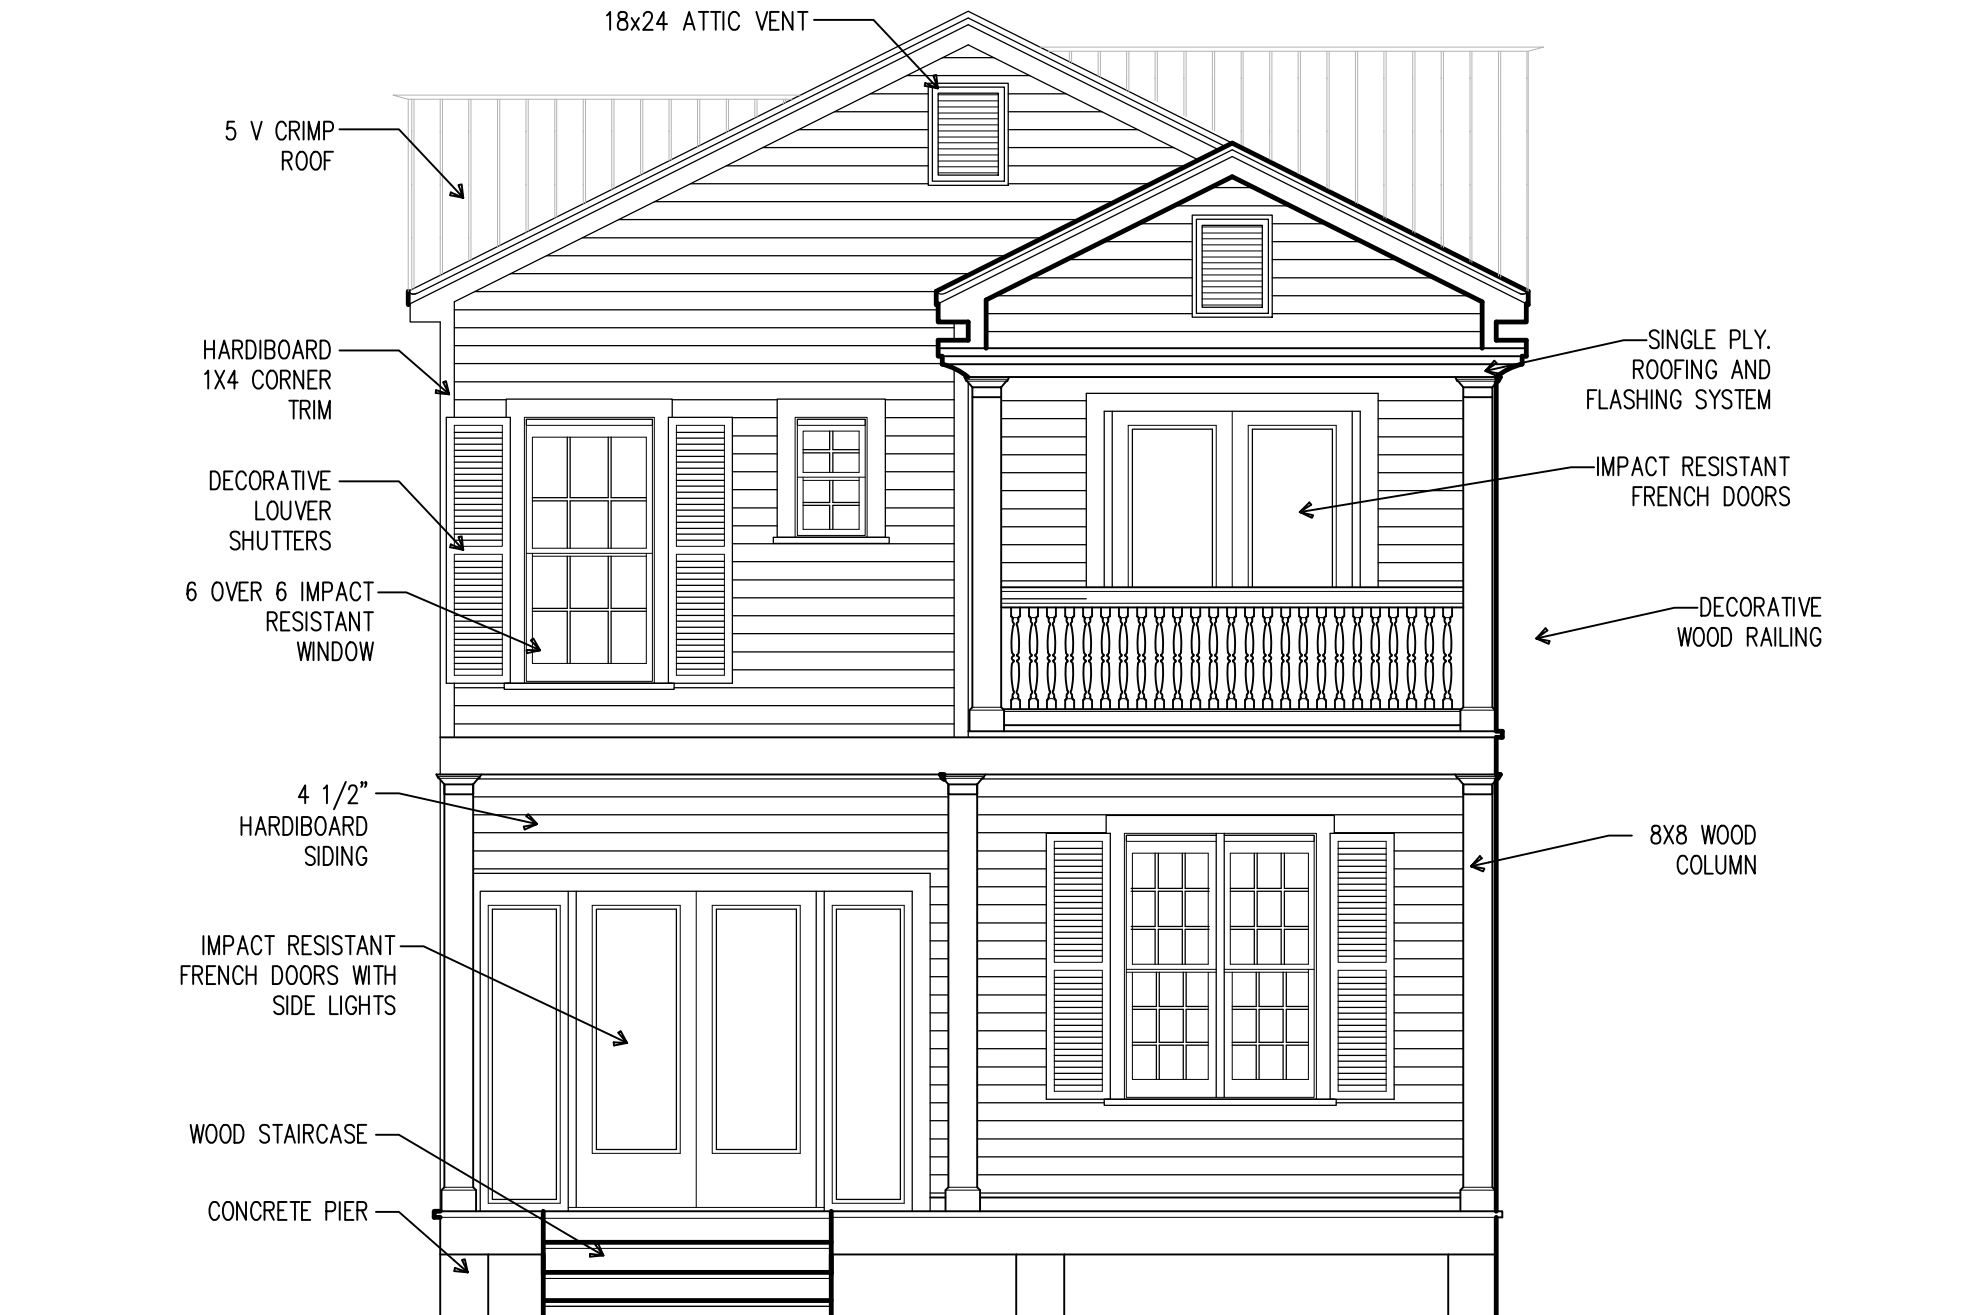 18x24 ATTIC VENT
5 V CRIMP
ROOF
HARDIBOARD
1X4 CORNER
TRIM
DECORATIVE
LOUVER
SHUTTERS
6 OVER 6 IMPACT
RESISTANT
WINDOW
4 1/2"
HARDIBOARD
SIDING
IMPACT RESISTANT
FRENCH DOORS WITH
SIDE LIGHTS
WOOD STAIRCASE
CONCRETE PIER
SINGLE PLY.
ROOFING AND
FLASHING SYSTEM
IMPACT RESISTANT
FRENCH DOORS
DECORATIVE
WOOD RAILING
8X8 WOOD
COLUMN